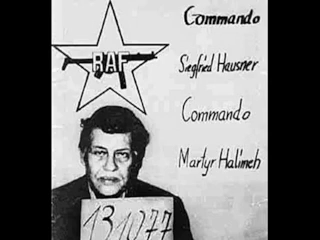 Commando
RAF
Siegfried Hausner
Commando
Martyr Halimeh
131077